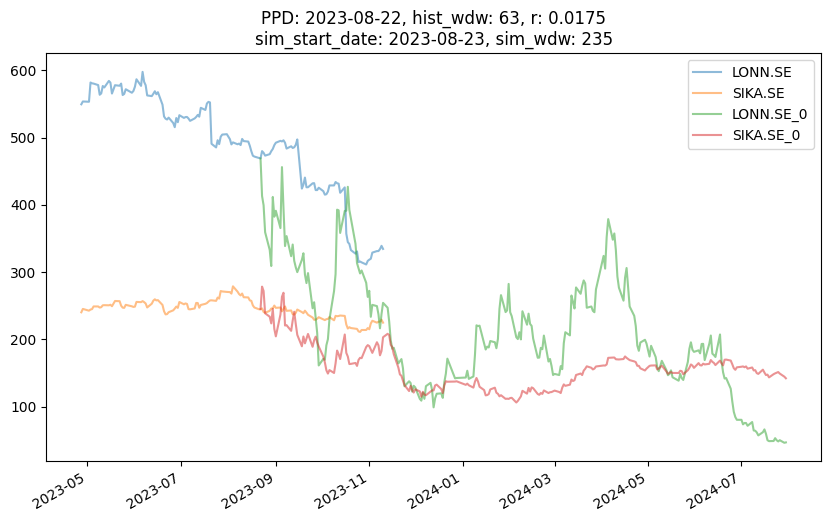 PPD: 2023-08-22, hist_wdw: 63, r: 0.0175
sim_start_date: 2023-08-23, sim_wdw: 235
LONN.SE
SIKA.SE
LONN.SE_0
SIKA.SE_0
600
500
400
300
200
100
2023-05
2023-07
2023-09
2023-11
2024-01
2024-03
2024-05
2024-07